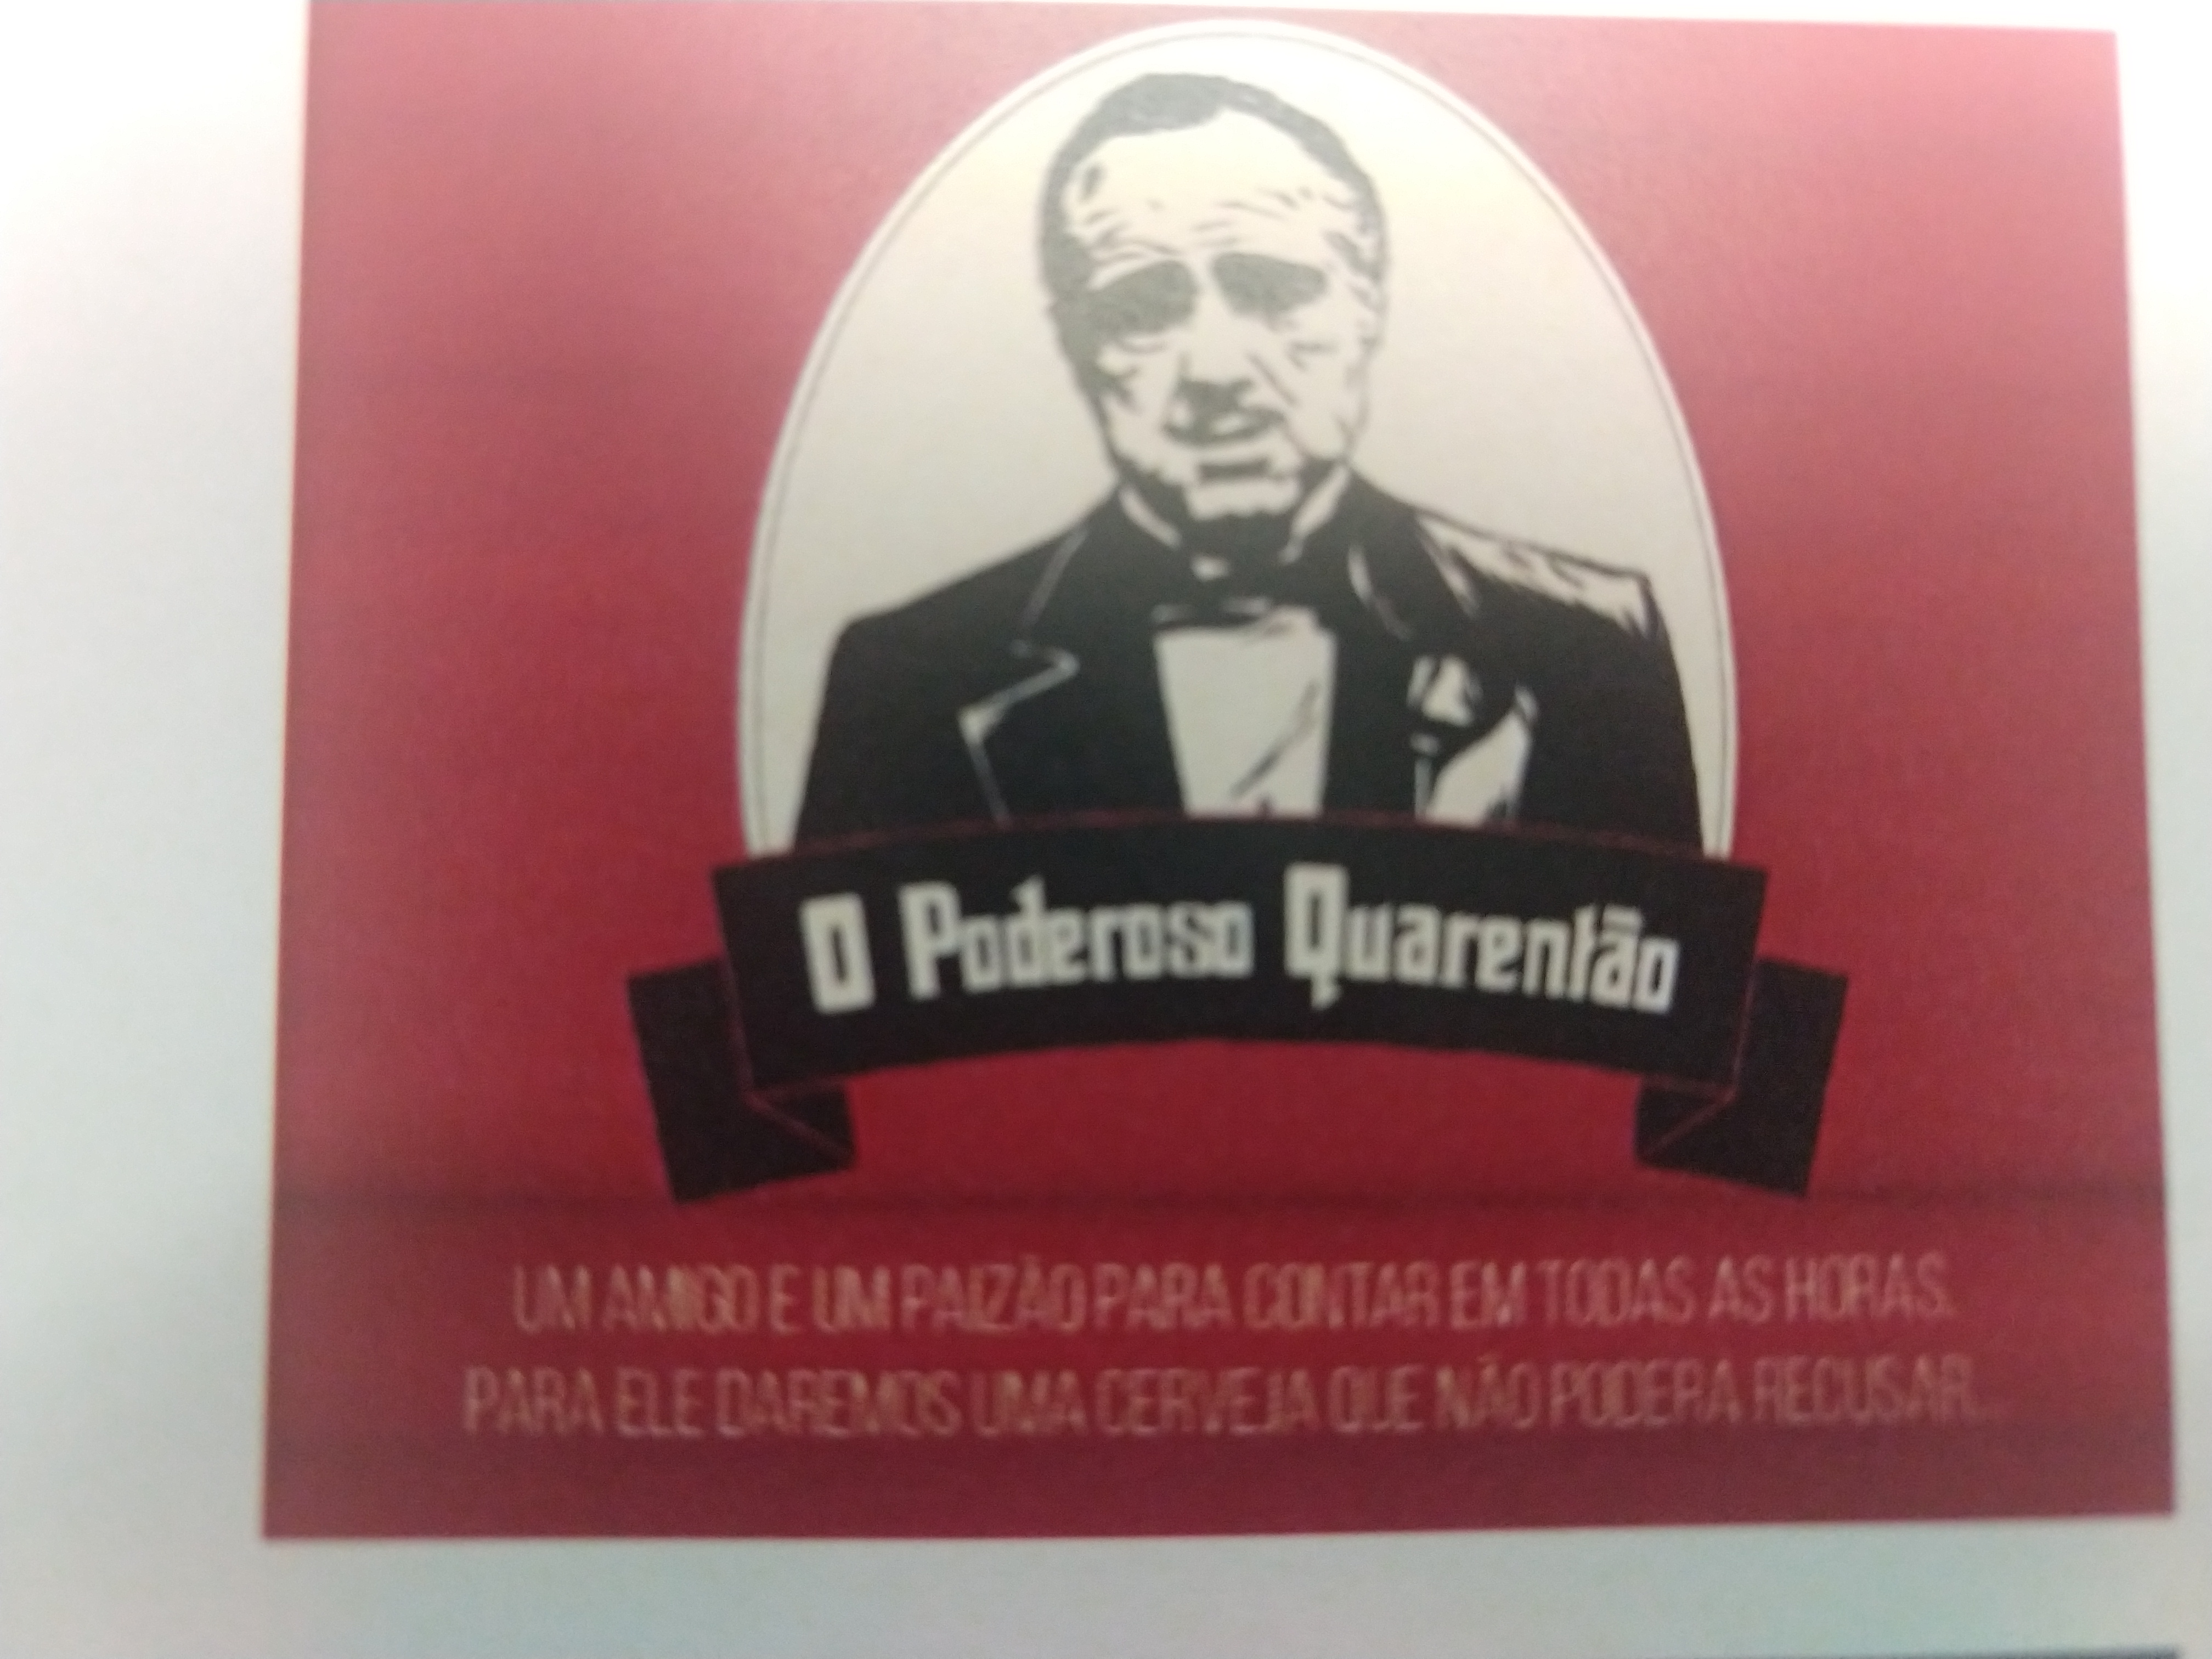 O Poderoso Quarentão
UM AMIGO E UM PAIZÃO PARA CONTAR EM TODAS AS HORAS.
PARA ELE DAREMOS UMA CERVEJA QUE NÃO PODERÁ RECUSAR...